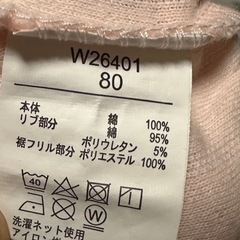 W26401
80
本体 綿 100%
リブ部分 綿 95%
ポリウレタン 5%
裾フリル部分 ポリエステル 100%
40
W
洗濯ネット使用